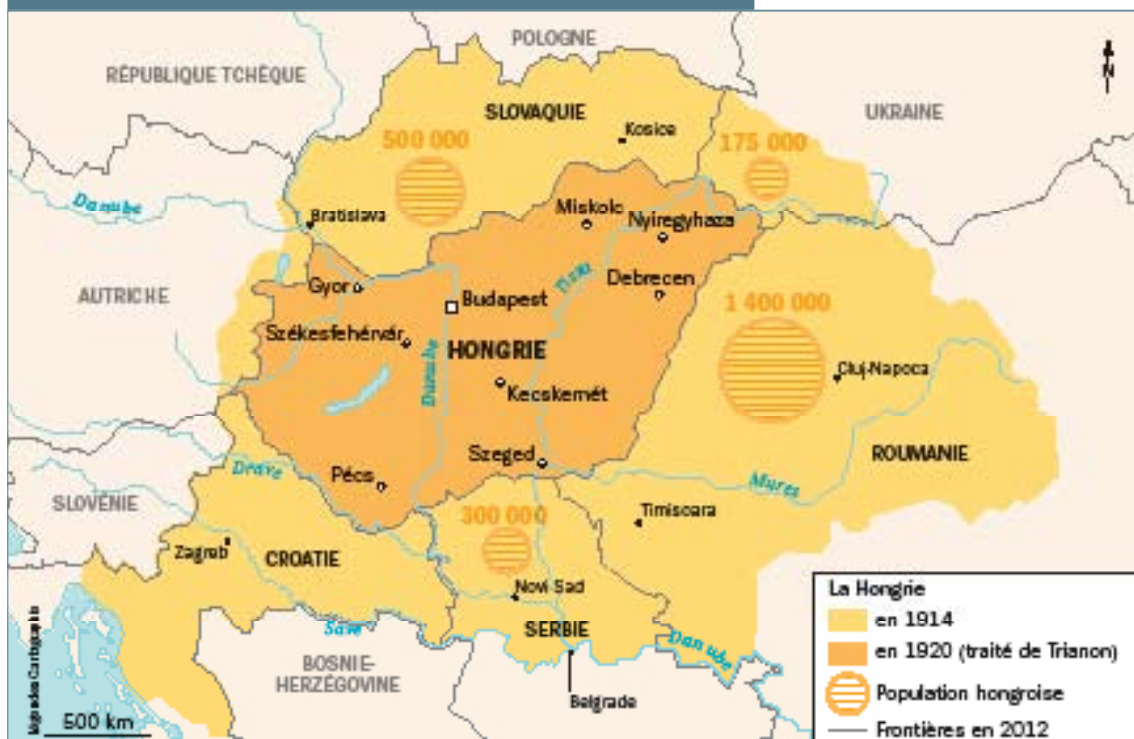 POLOGNE
RÉPUBLIQUE TCHÈQUE
N
SLOVAQUIE
UKRAINE
Kosice
500 000
175 000
Danube
Bratislava
Miskolc
Nyiregyhaza
AUTRICHE
Gyor
Budapest
Tisza
Debrecen
1 400 000
Székesfehérvár
HONGRIE
Danube
Cluj-Napoca
Kecskemét
Szeged
ROUMANIE
Drave
Pécs
Mures
SLOVÉNIE
300 000
Timisoara
Zagreb
CROATIE
Novi Sad
SERBIE
Save
Danube
BOSNIE-
HERZÉGOVINE
Belgrade
500 km
La Hongrie
en 1914
en 1920 (traité de Trianon)
Population hongroise
Frontières en 2012